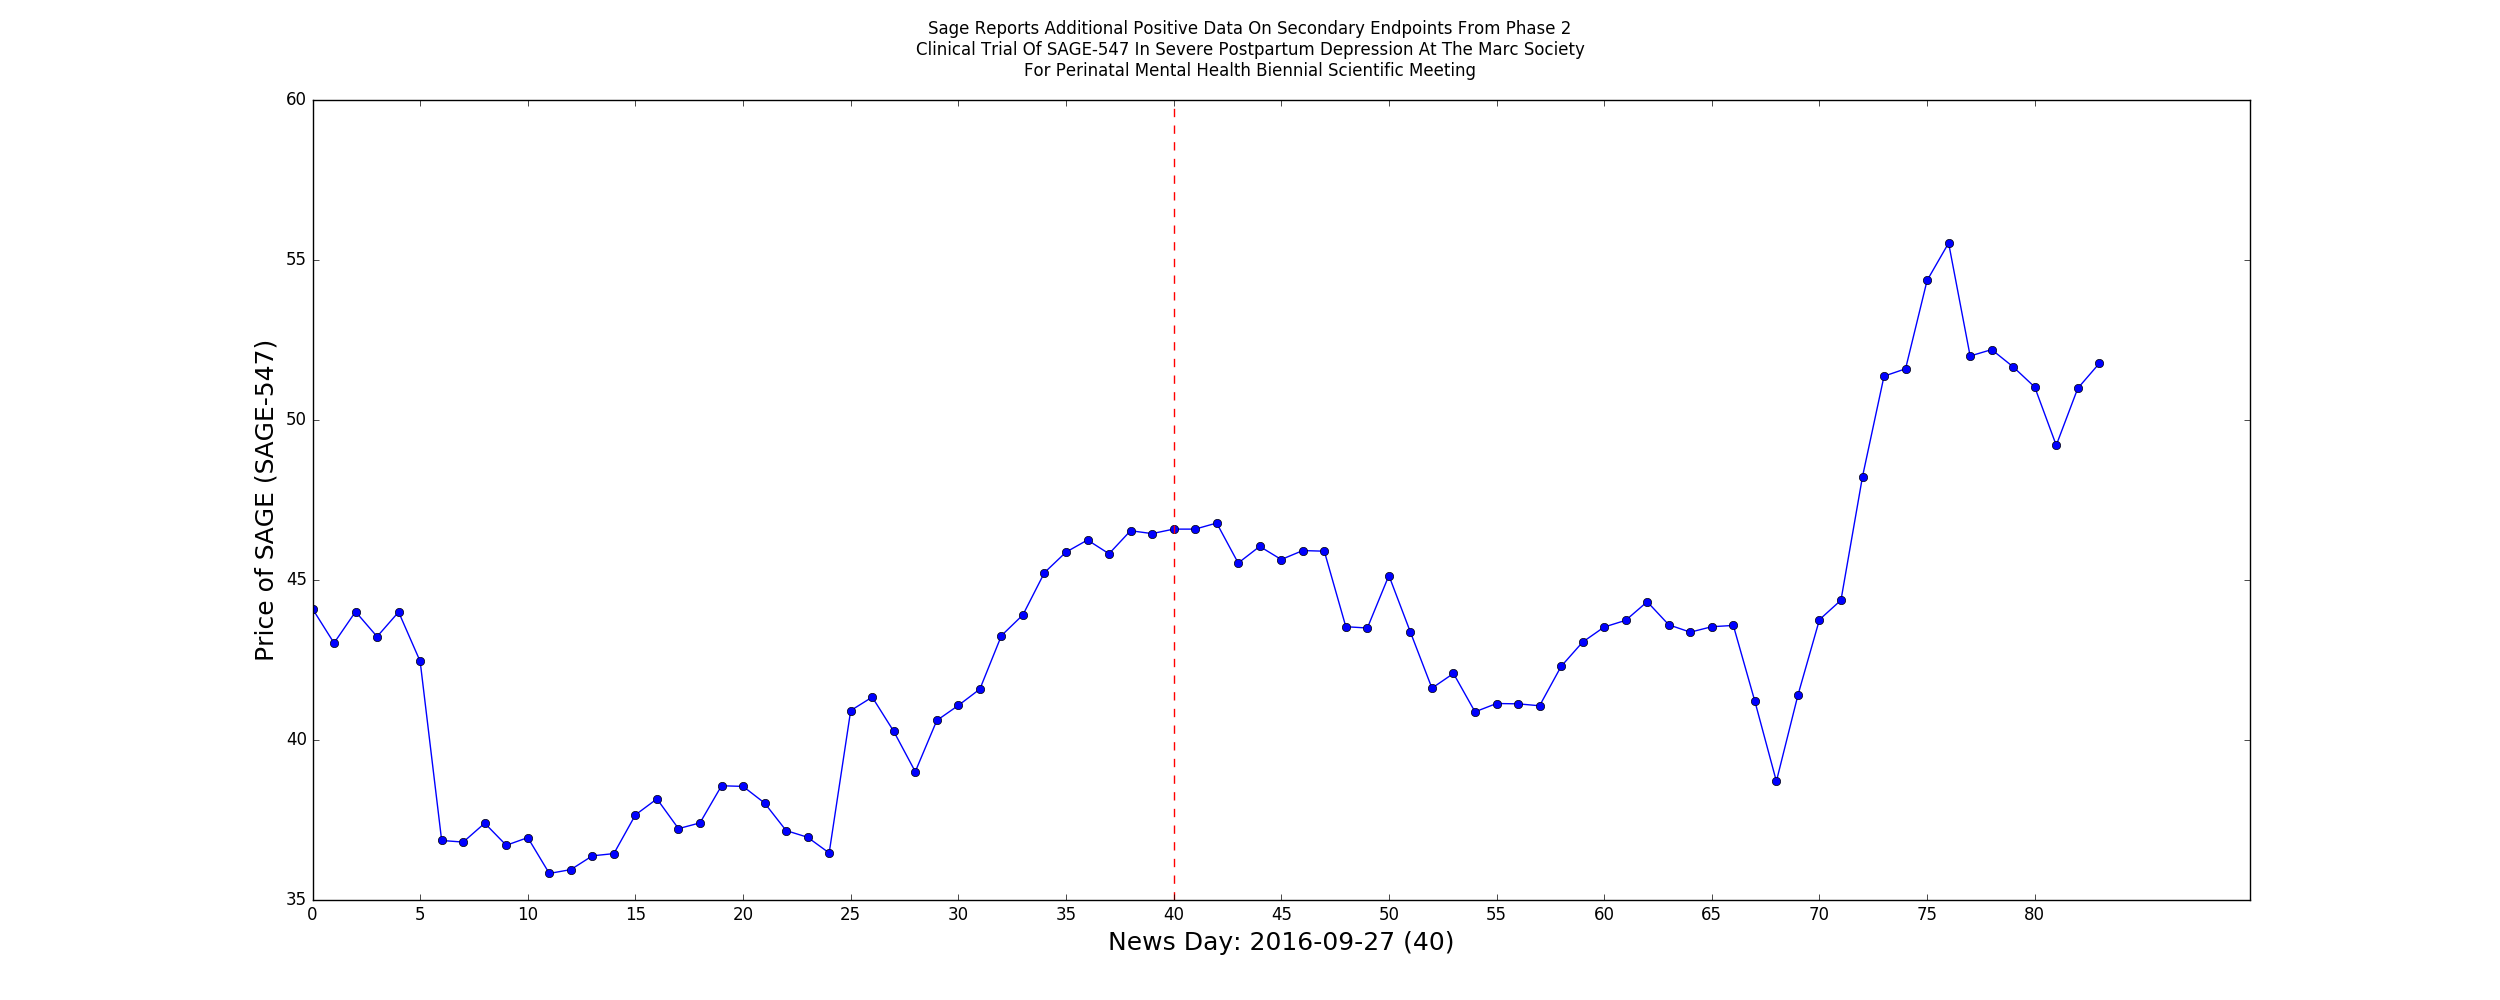 Sage Reports Additional Positive Data On Secondary Endpoints From Phase 2
Clinical Trial Of SAGE-547 In Severe Postpartum Depression At The Marc Society
For Perinatal Mental Health Biennial Scientific Meeting
60
55
50
45
40
35
Price of SAGE (SAGE-547)
0 5 10 15 20 25 30 35 40 45 50 55 60 65 70 75 80
News Day: 2016-09-27 (40)